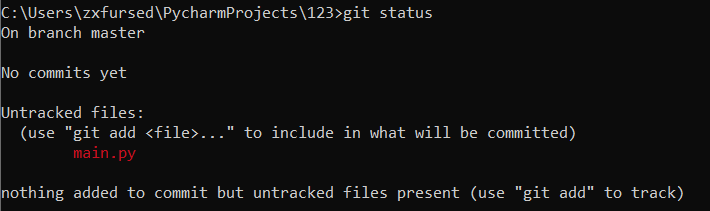 C:\Users\zxfursed\PycharmProjects\123>git status
On branch master
No commits yet
Untracked files:
(use "git add <file>..." to include in what will be committed)
main.py
nothing added to commit but untracked files present (use "git add" to track)